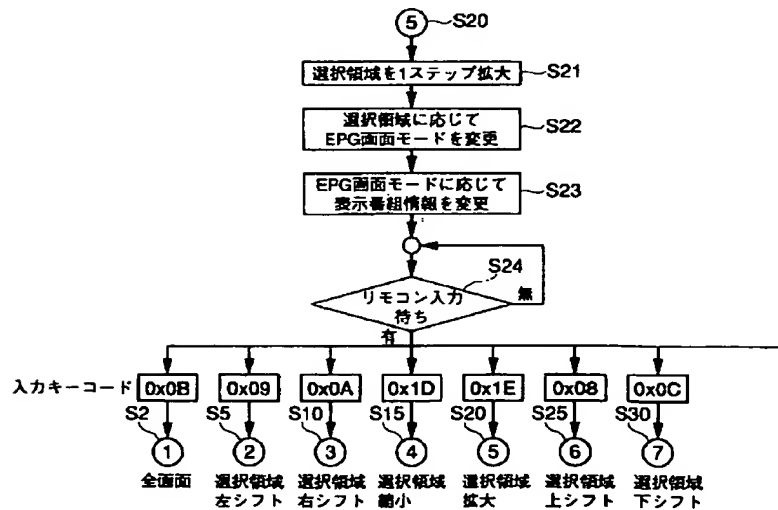 5 S20
選択領域を1ステップ拡大 S21
選択領域に応じて
EPG画面モードを変更
S22
EPG画面モードに応じて
表示番組情報を変更
S23
S24
リモコン入力
待ち
無
有
入力キーコード 0x0B 0x09 0x0A 0x1D 0x1E 0x08 0x0C
S2 S5 S10 S15 S20 S25 S30
1 2 3 4 5 6 7
全画面 選択領域 選択領域 選択領域 選択領域 選択領域 選択領域
左シフト 右シフト 縮小 拡大 上シフト 下シフト